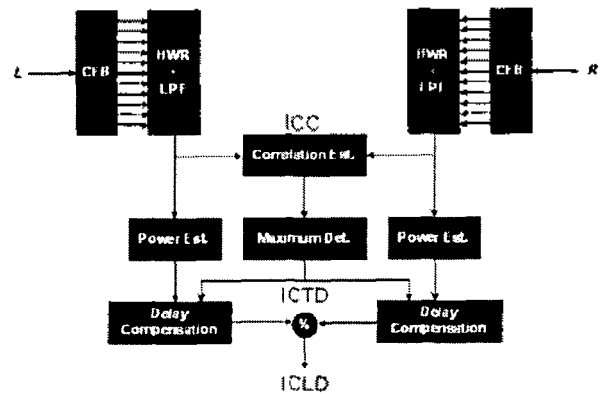 L
CFB
HWR
+
LPF
HWR
+
LPF
CFB
R
ICC
Correlation Est.
Power Est.
Maximum Det.
Power Est.
ICTD
Delay
Compensation
%
Delay
Compensation
ICLD